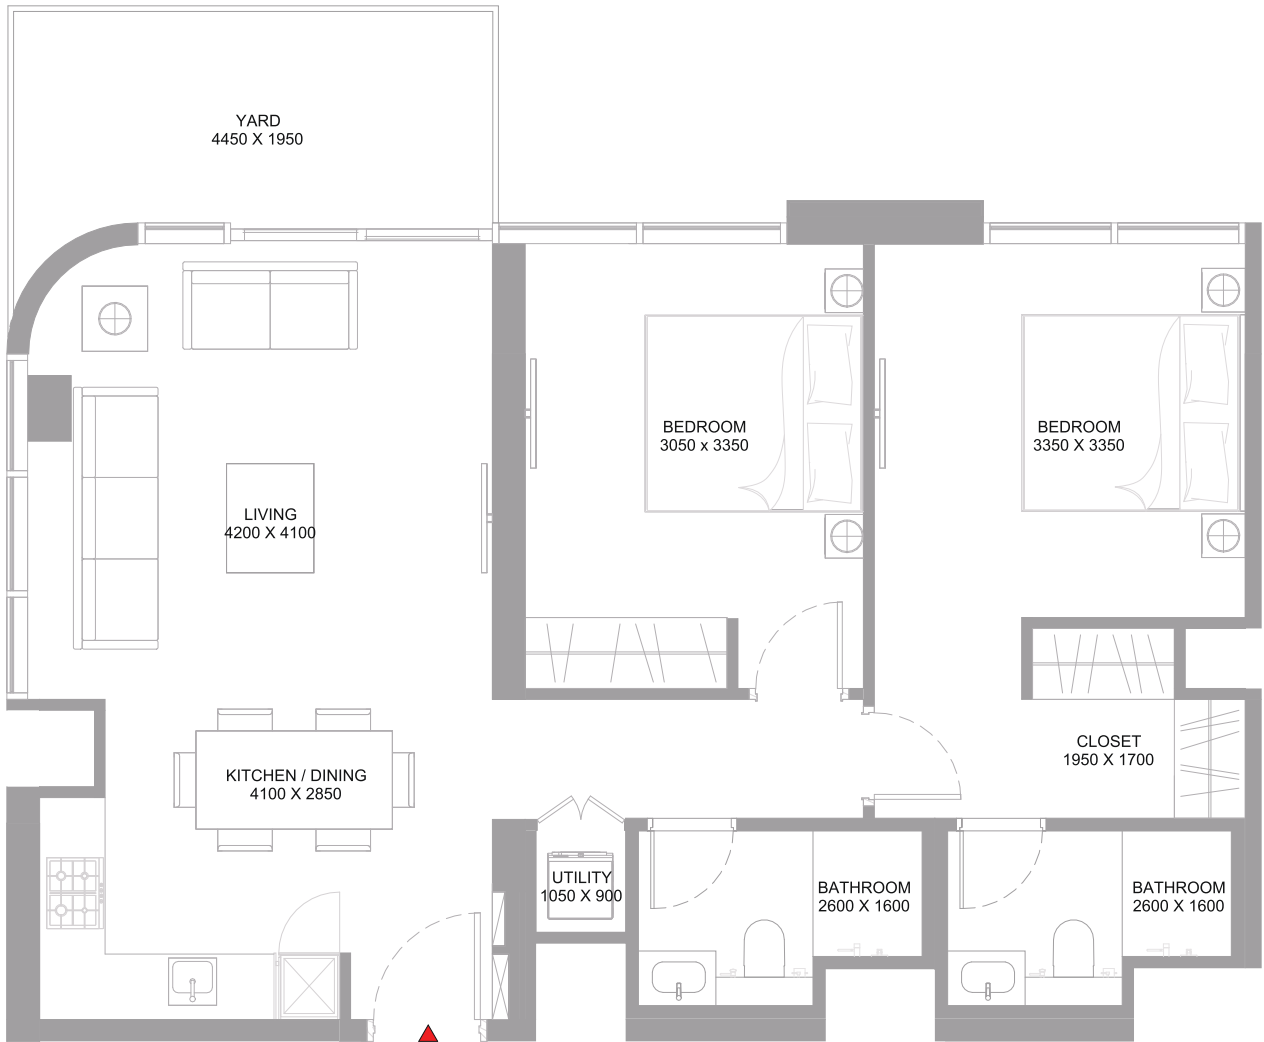 YARD
4450 X 1950
BEDROOM
3050 x 3350
BEDROOM
3350 X 3350
LIVING
4200 X 4100
KITCHEN / DINING
4100 X 2850
CLOSET
1950 X 1700
UTILITY
1050 X 900
BATHROOM
2600 X 1600
BATHROOM
2600 X 1600